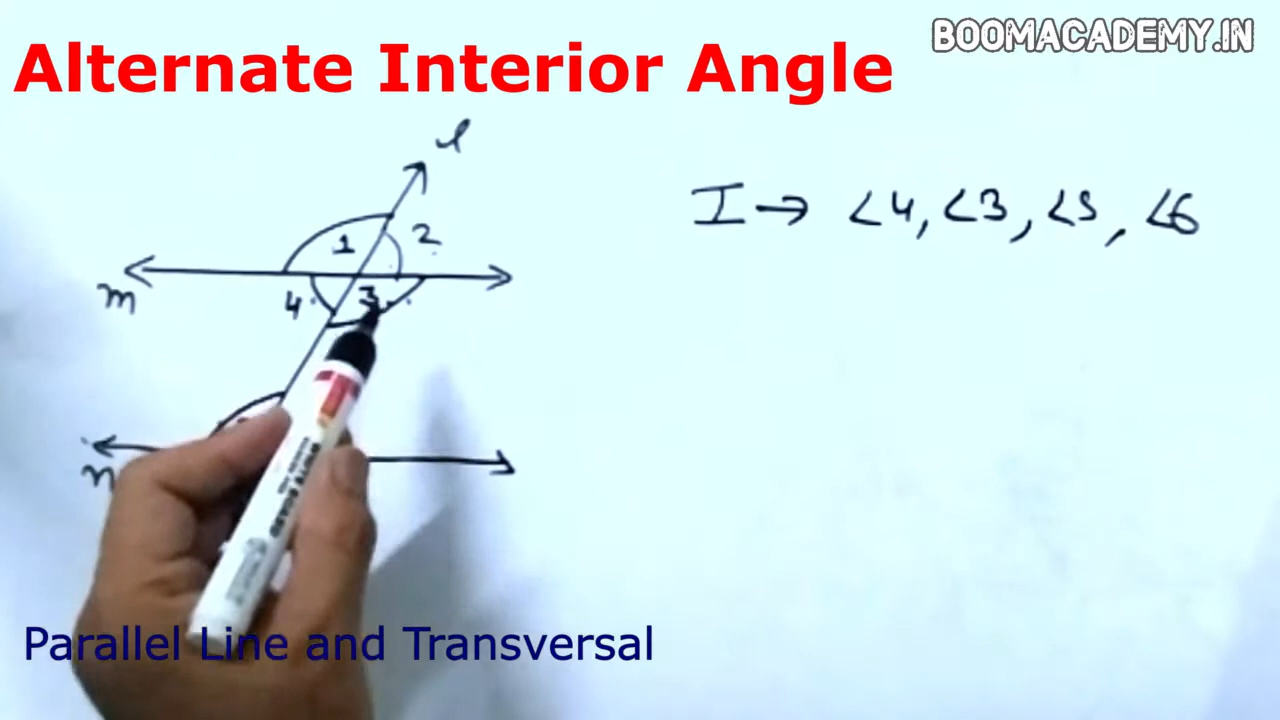 BOOMACADEMY.IN
Alternate Interior Angle
l
1 2
m 4 3
I → ∠4, ∠3, ∠5, ∠6
n
Parallel Line and Transversal